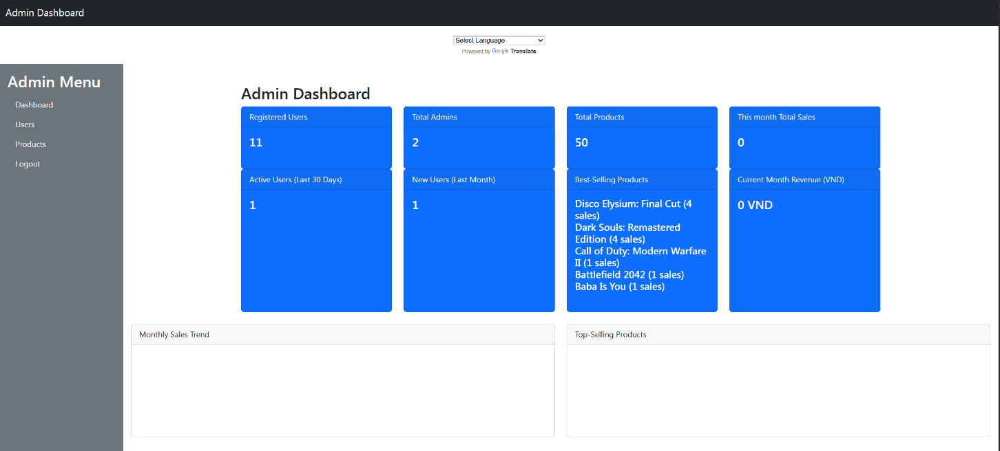 Admin Dashboard
Select Language
Powered by Google Translate
Admin Menu
Dashboard
Users
Products
Logout
Admin Dashboard
Registered Users
11
Total Admins
2
Total Products
50
This month Total Sales
0
Active Users (Last 30 Days)
1
New Users (Last Month)
1
Best-Selling Products
Disco Elysium: Final Cut (4
sales)
Dark Souls: Remastered
Edition (4 sales)
Call of Duty: Modern Warfare
II (1 sales)
Battlefield 2042 (1 sales)
Baba Is You (1 sales)
Current Month Revenue (VND)
0 VND
Monthly Sales Trend
Top-Selling Products